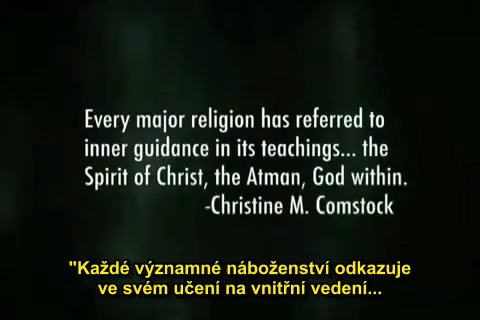 Every major religion has referred to
inner guidance in its teachings... the
Spirit of Christ, the Atman, God within.
-Christine M. Comstock
"Každé významné náboženství odkazuje
ve svém učení na vnitřní vedení...